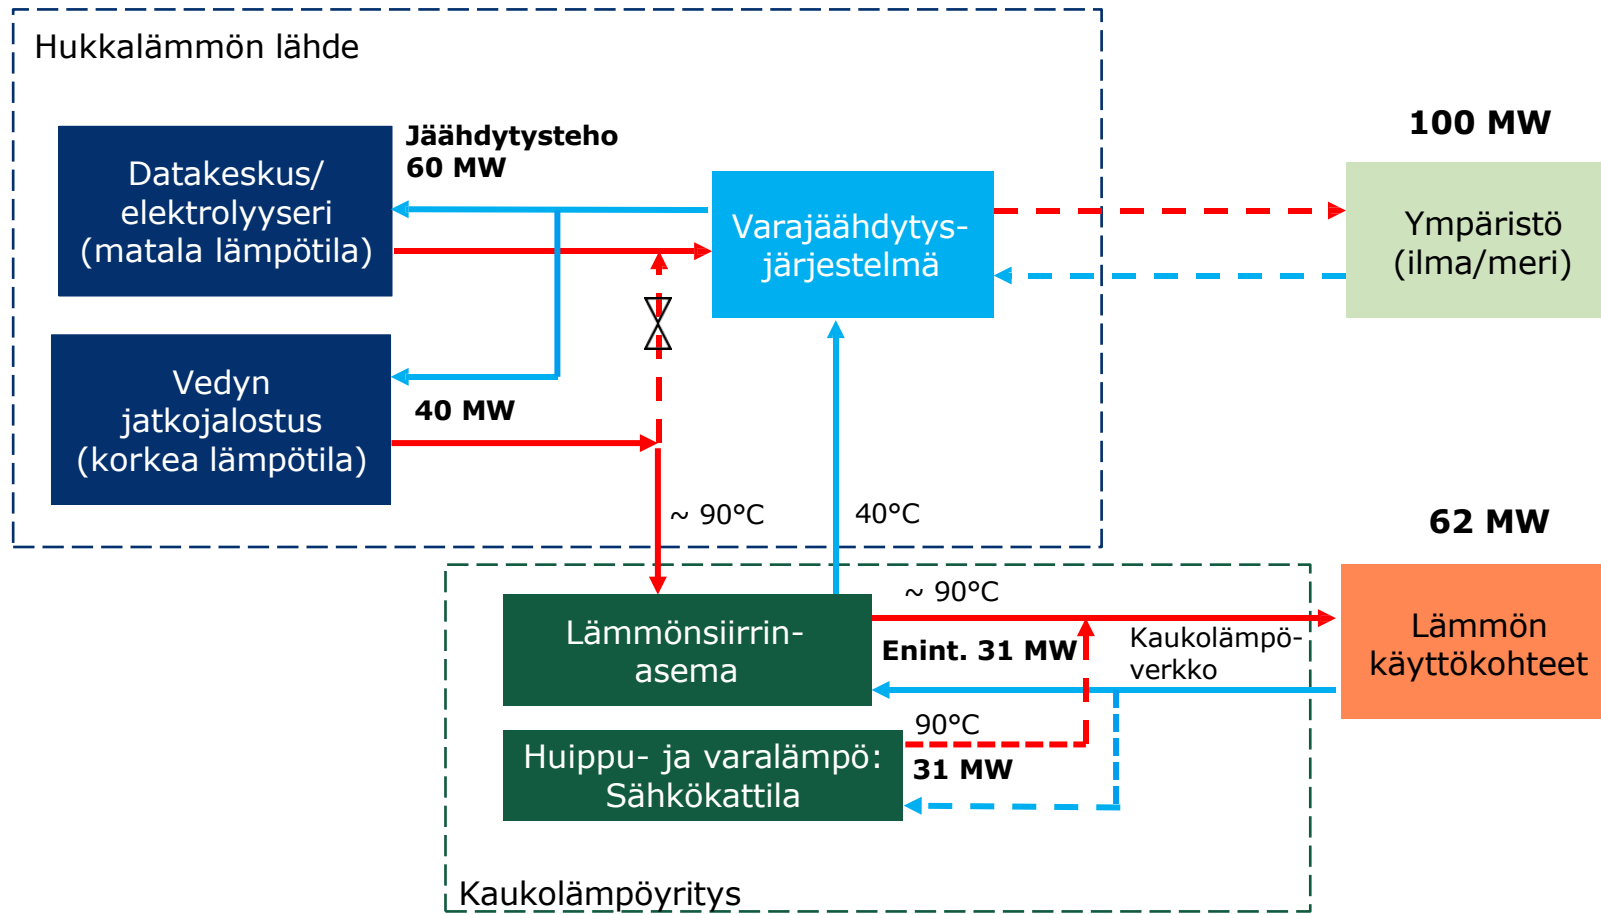 Hukkalämmön lähde
Datakeskus/
elektrolyyseri
(matala lämpötila)
Jäähdytysteho
60 MW
Varajäähdytys-
järjestelmä
100 MW
Ympäristö
(ilma/meri)
Vedyn
jatkojalostus
(korkea lämpötila)
40 MW
~ 90°C
40°C
62 MW
Lämmönsiirrin-
asema
~ 90°C
Enint. 31 MW
Kaukolämpö-
verkko
Lämmön
käyttökohteet
Huippu- ja varalämpö:
Sähkökattila
90°C
31 MW
Kaukolämpöyritys